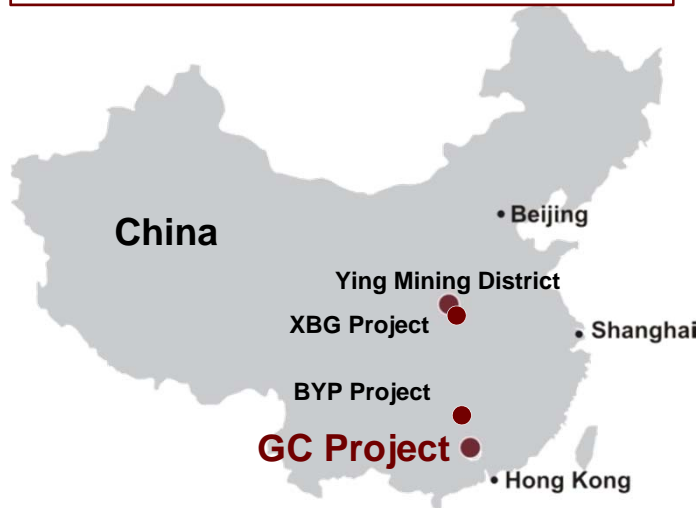 Beijing
China
Ying Mining District
XBG Project
Shanghai
BYP Project
GC Project
Hong Kong